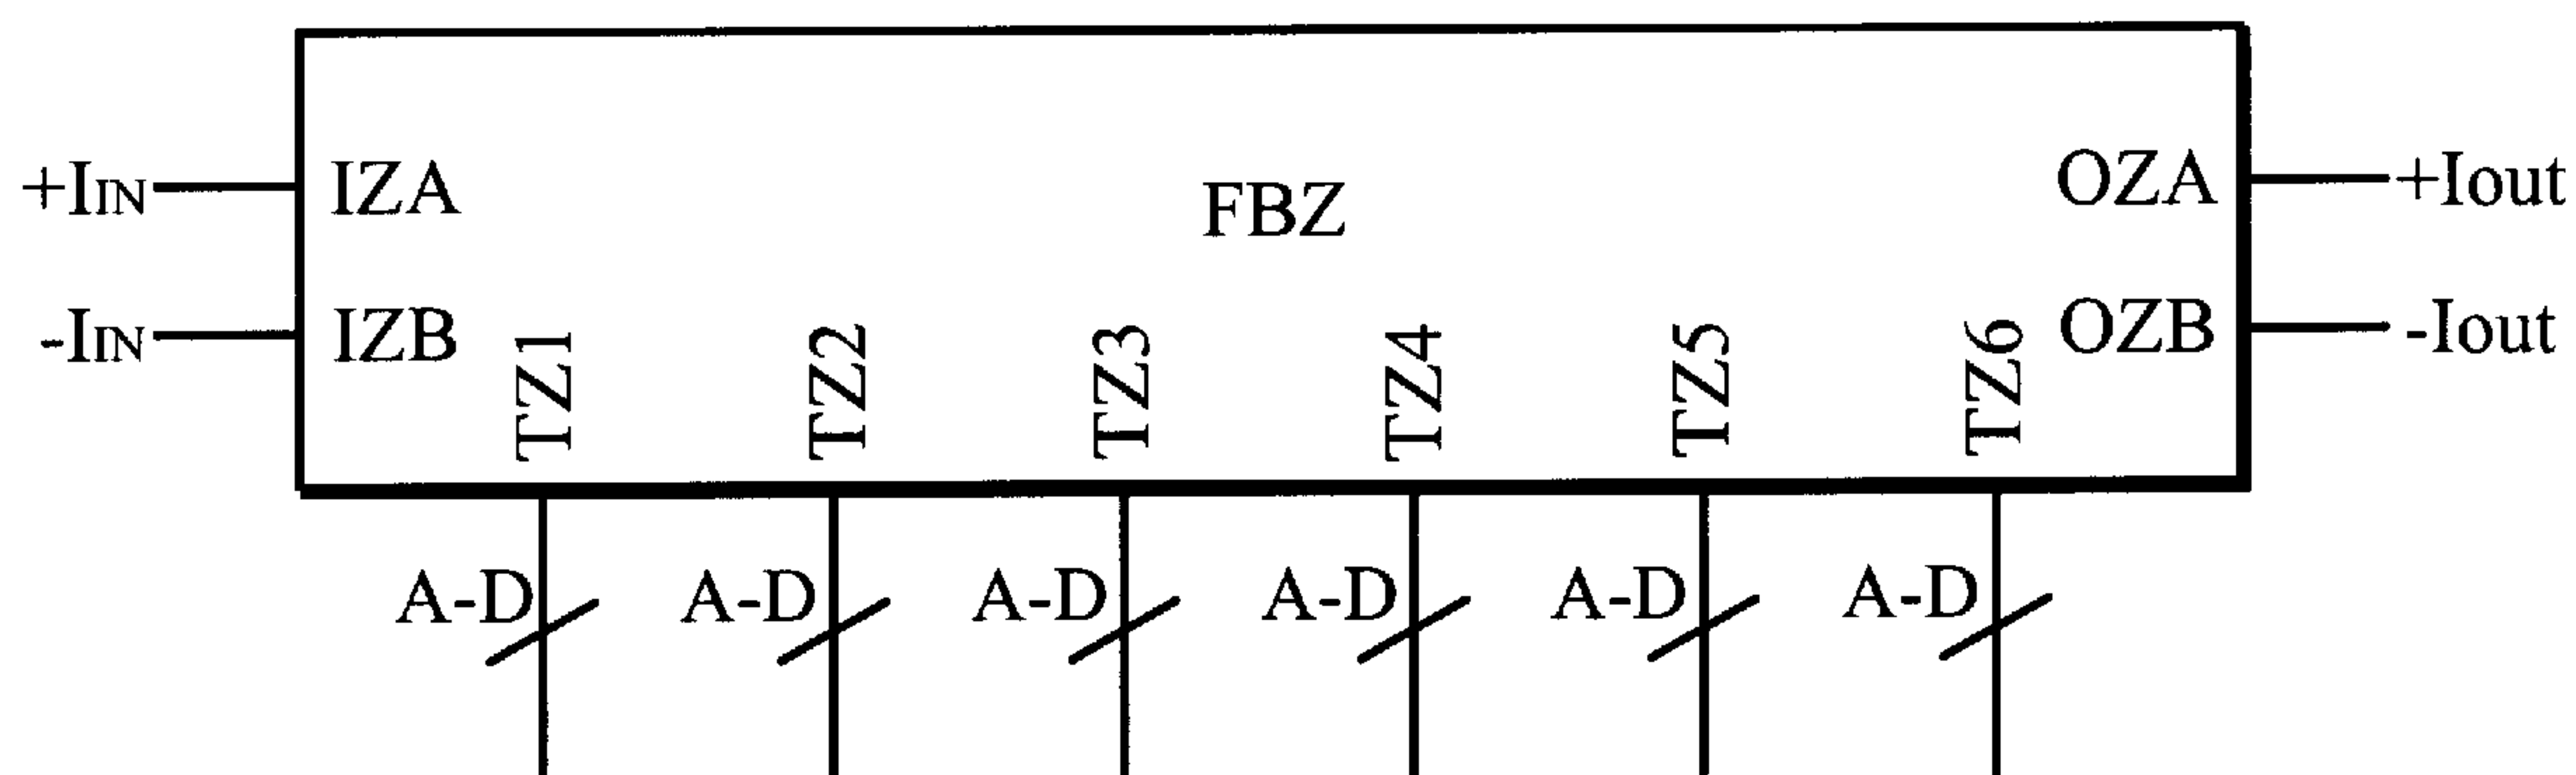 +IIN IZA FBZ OZA +Iout
-IIN IZB OZB -Iout
TZ1 TZ2 TZ3 TZ4 TZ5 TZ6
A-D A-D A-D A-D A-D A-D